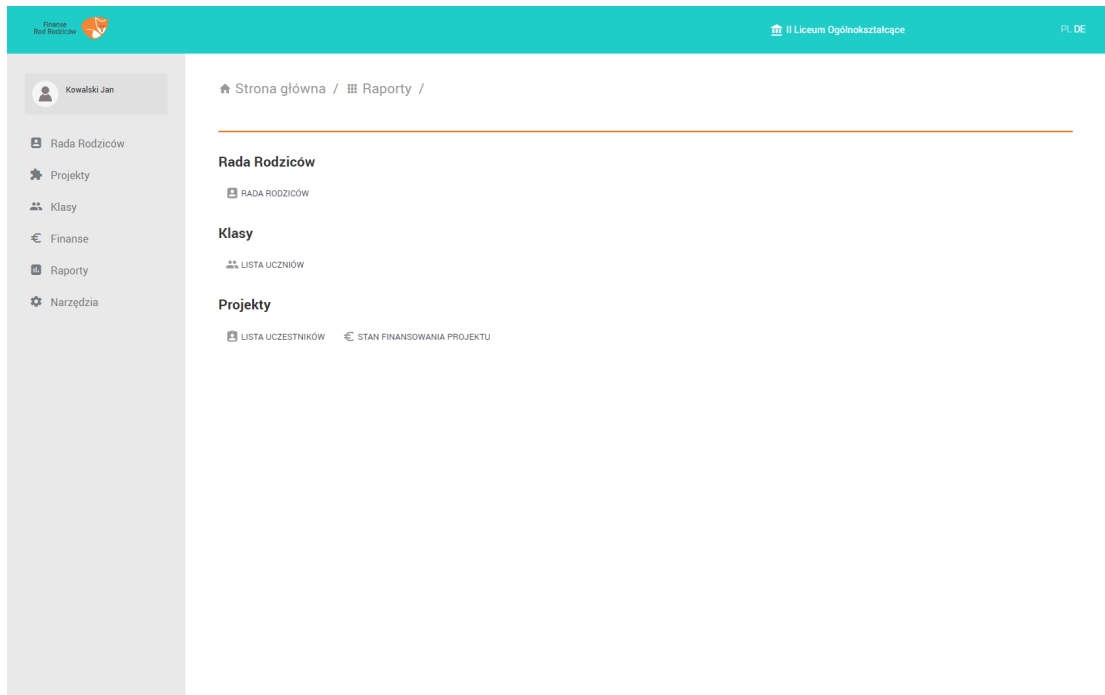 Finanse
Rad Rodziców
II Liceum Ogólnokształcące
PL DE
Kowalski Jan
Rada Rodziców
Projekty
Klasy
Finanse
Raporty
Narzędzia
Strona główna / Raporty /
Rada Rodziców
RADA RODZICÓW
Klasy
LISTA UCZNIÓW
Projekty
LISTA UCZESTNIKÓW STAN FINANSOWANIA PROJEKTU